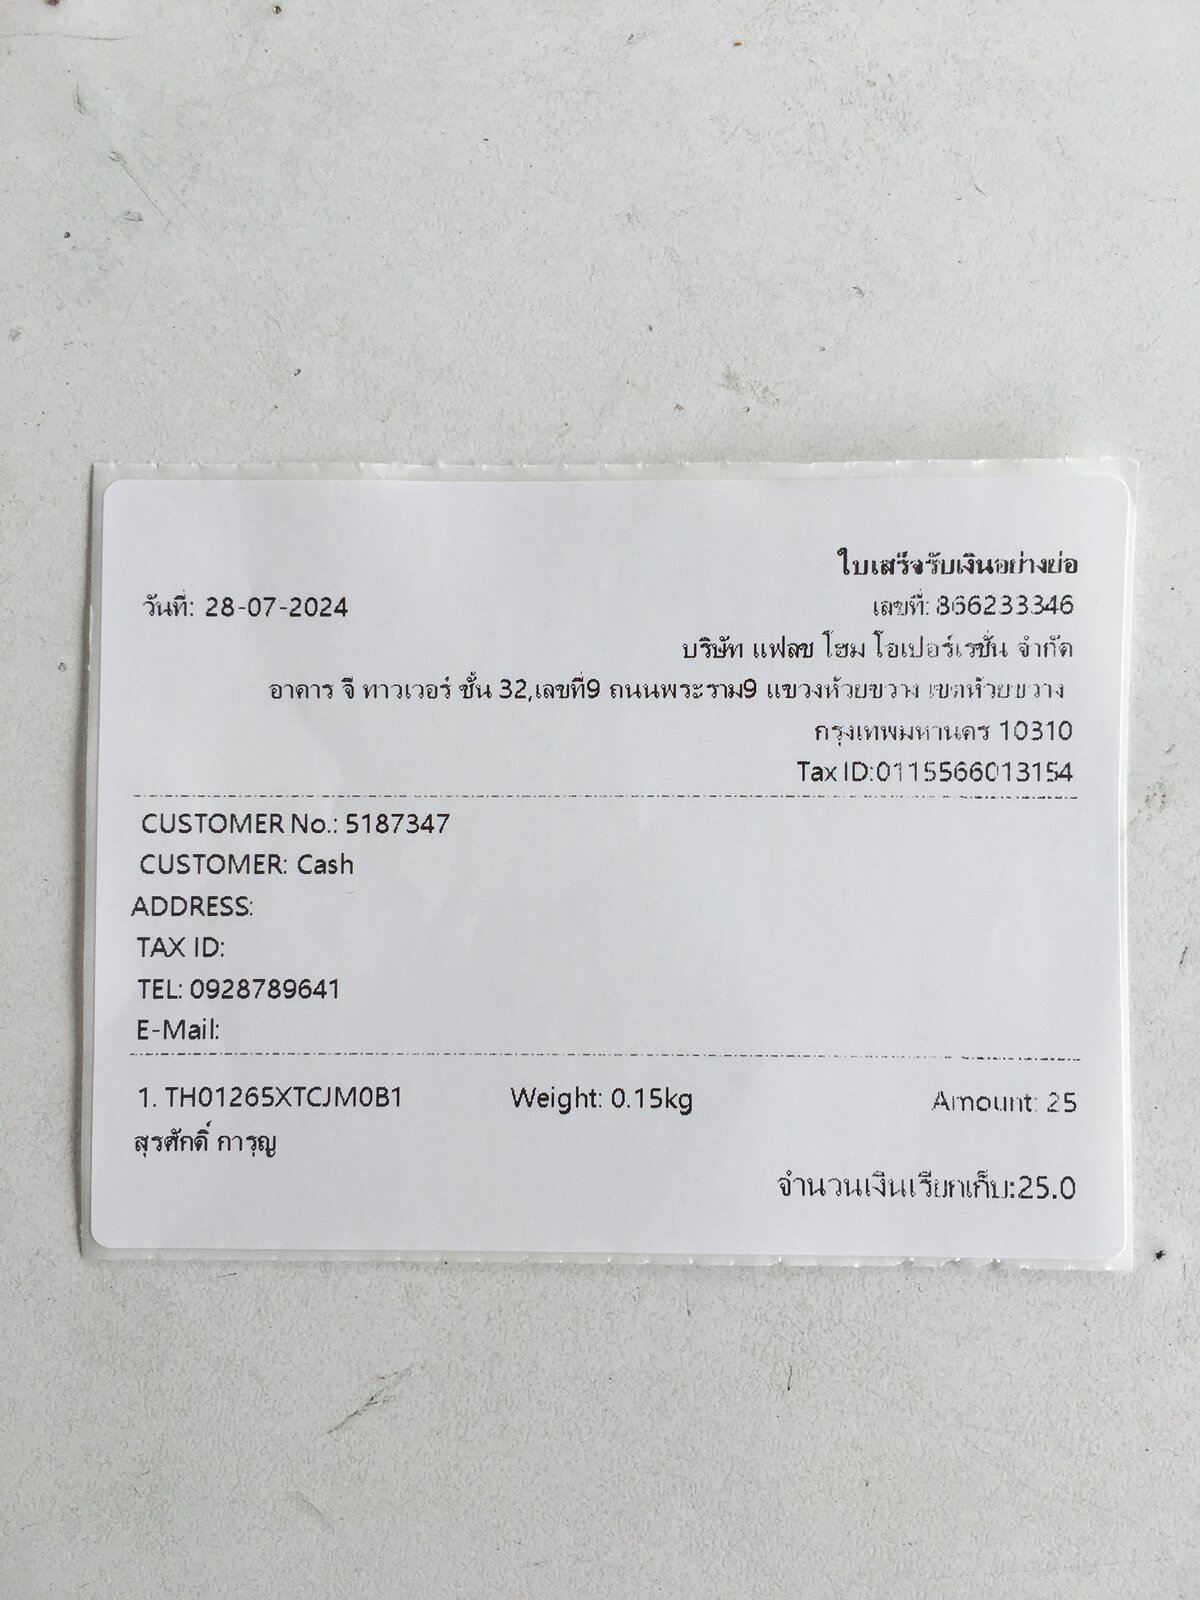 ใบเสร็จรับเงินอย่างย่อ
วันที่: 28-07-2024
เลขที่: 866233346
บริษัท แฟลช โฮม โอเปอร์เรชั่น จำกัด
อาคาร จี ทาวเวอร์ ชั้น 32,เลขที่9 ถนนพระราม9 แขวงห้วยขวาง เขตห้วยขวาง
กรุงเทพมหานคร 10310
Tax ID:0115566013154
CUSTOMER No.: 5187347
CUSTOMER: Cash
ADDRESS:
TAX ID:
TEL: 0928789641
E-Mail:
1. TH01265XTCJM0B1 Weight: 0.15kg Amount: 25
สุรศักดิ์ การุญ
จำนวนเงินเรียกเก็บ:25.0